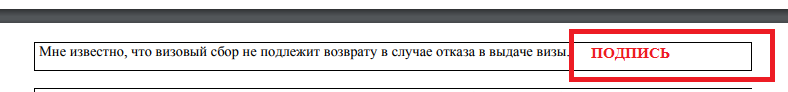 Мне известно, что визовый сбор не подлежит возврату в случае отказа в выдаче визы. ПОДПИСЬ